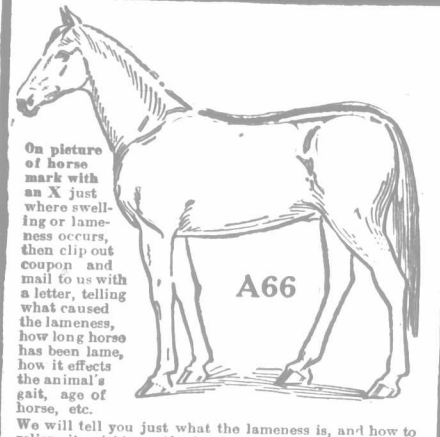 On picture
of horse
mark with
an X just
where swell-
ing or lame-
ness occurs,
then clip out
coupon and
mail to us with
a letter, telling
what caused
the lameness,
how long horse
has been lame,
how it effects
the animal's
gait, age of
horse, etc.
A66
We will tell you just what the lameness is, and how to